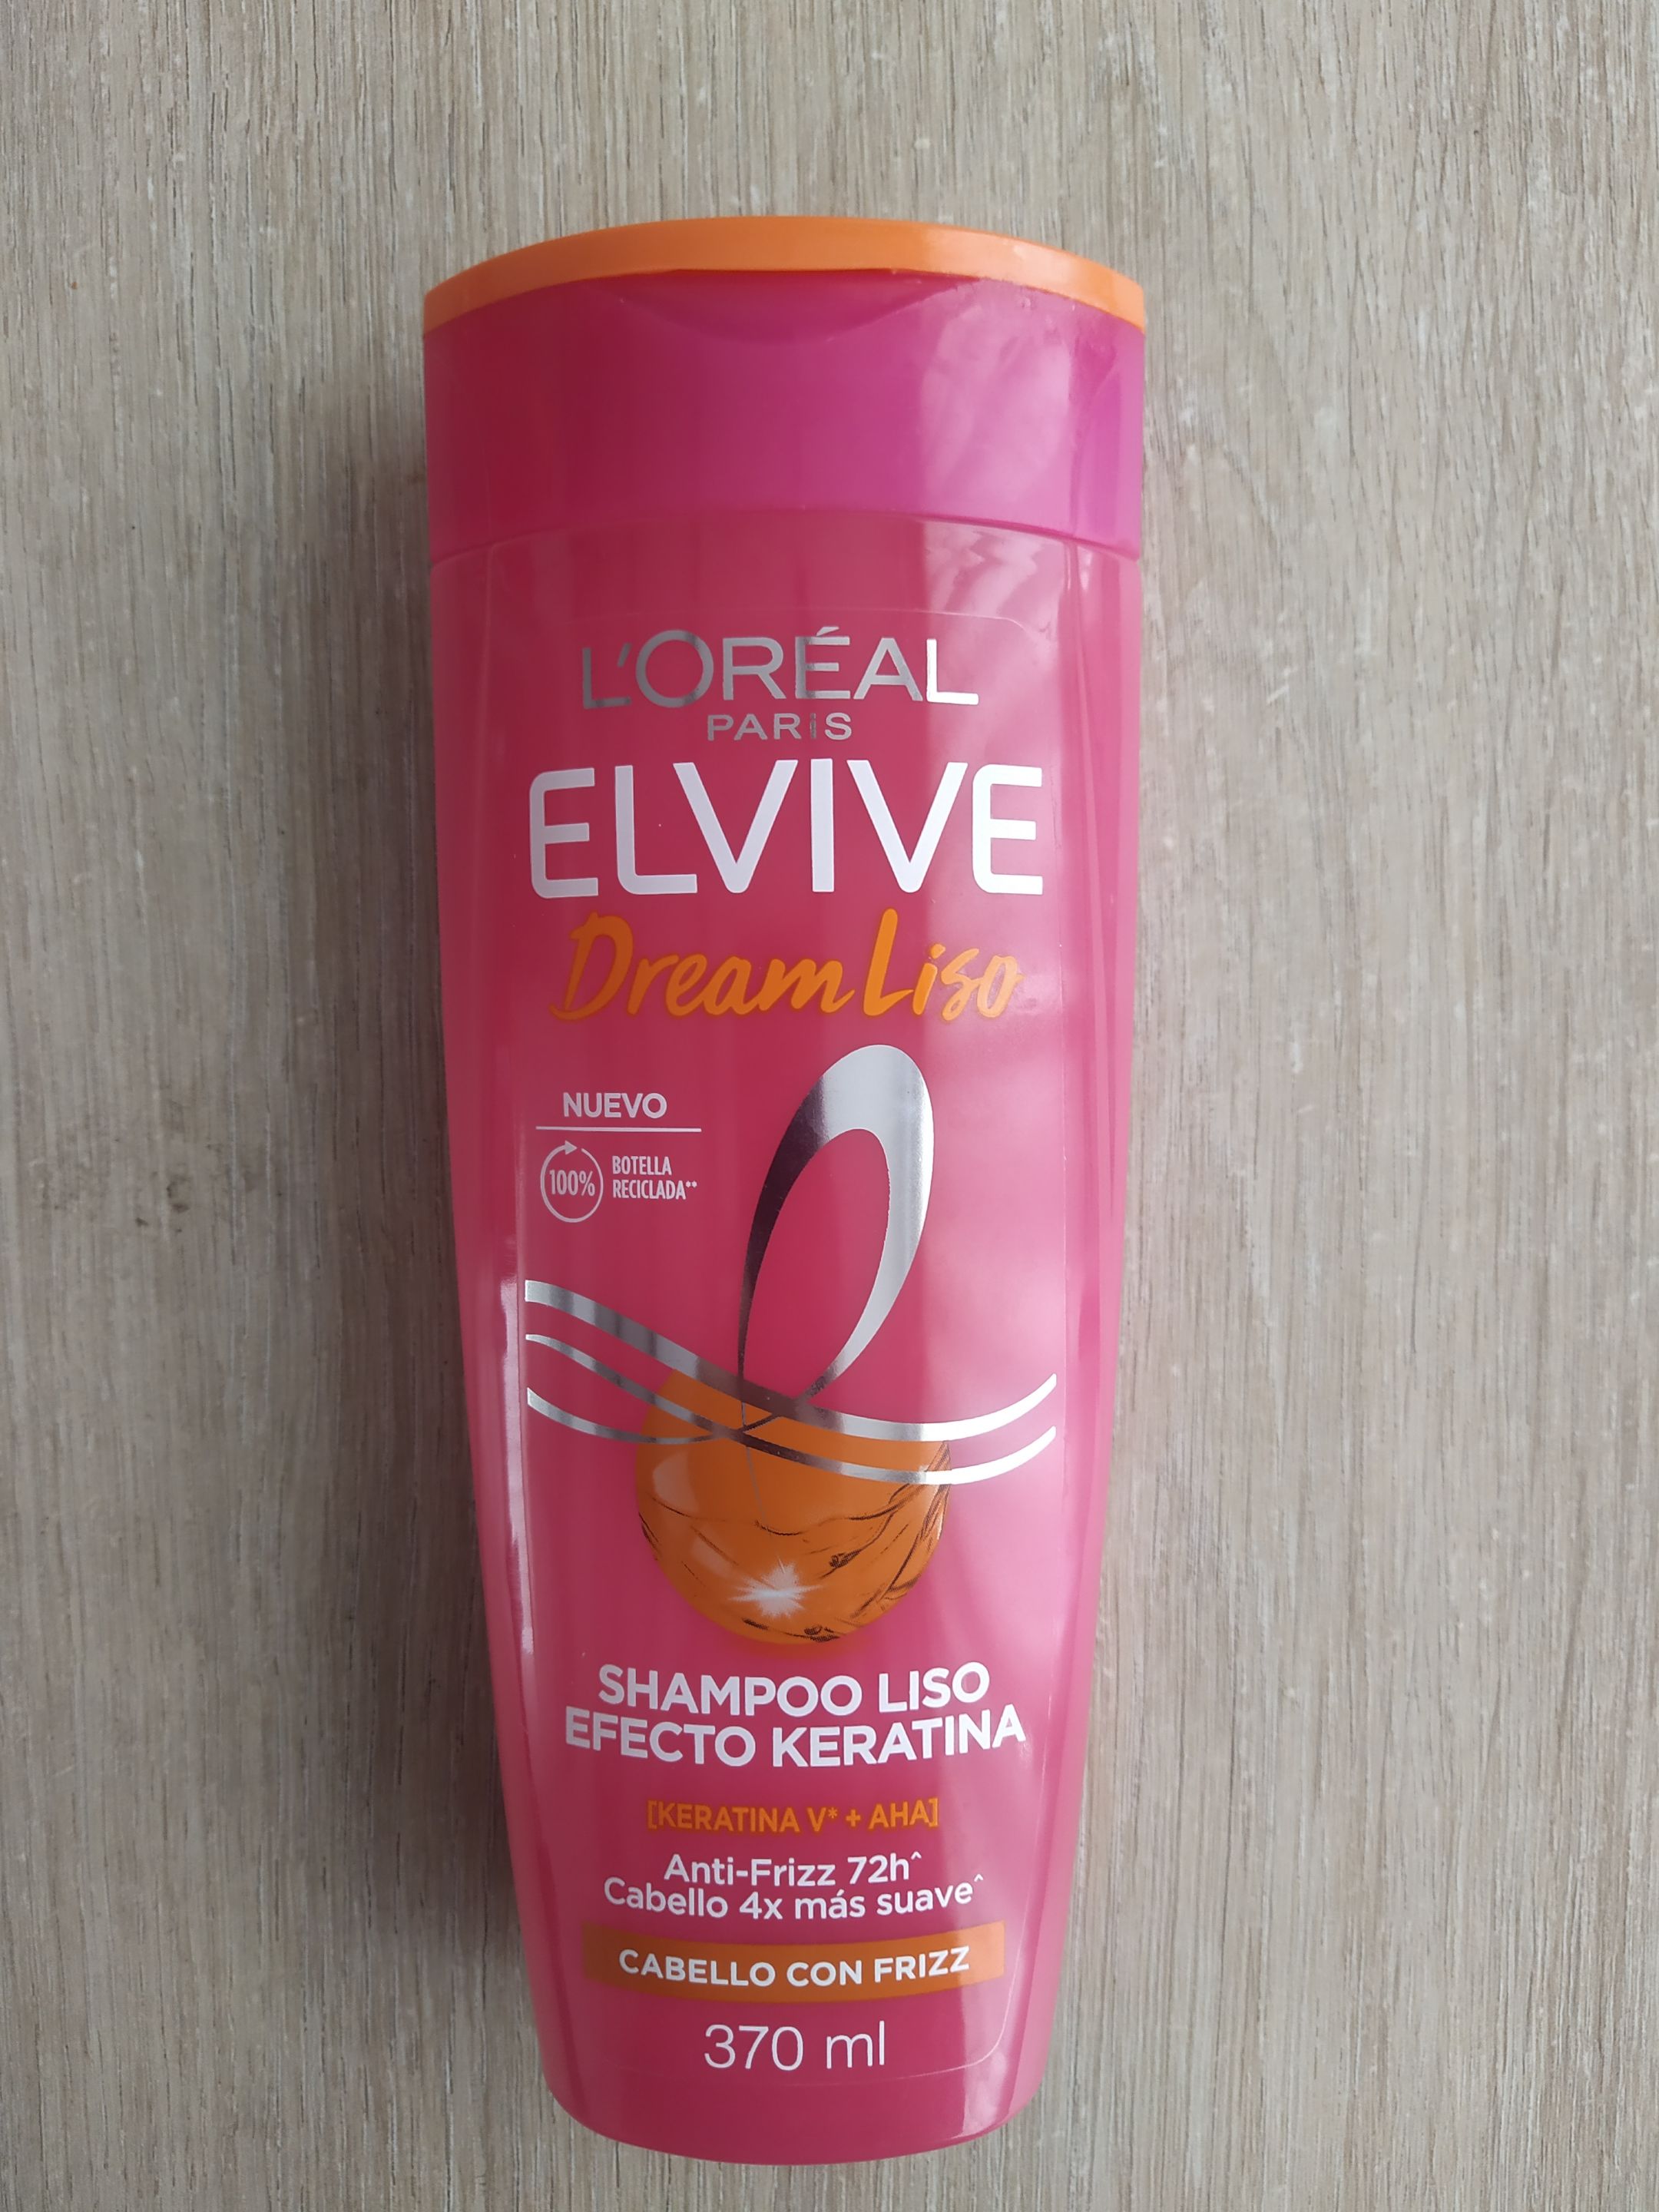 L'ORÉAL
PARIS
ELVIVE
Dream Liso
NUEVO
100%
BOTELLA
RECICLADA**
SHAMPOO LISO
EFECTO KERATINA
[KERATINA V* + AHA]
Anti-Frizz 72h^
Cabello 4x más suave^
CABELLO CON FRIZZ
370 ml